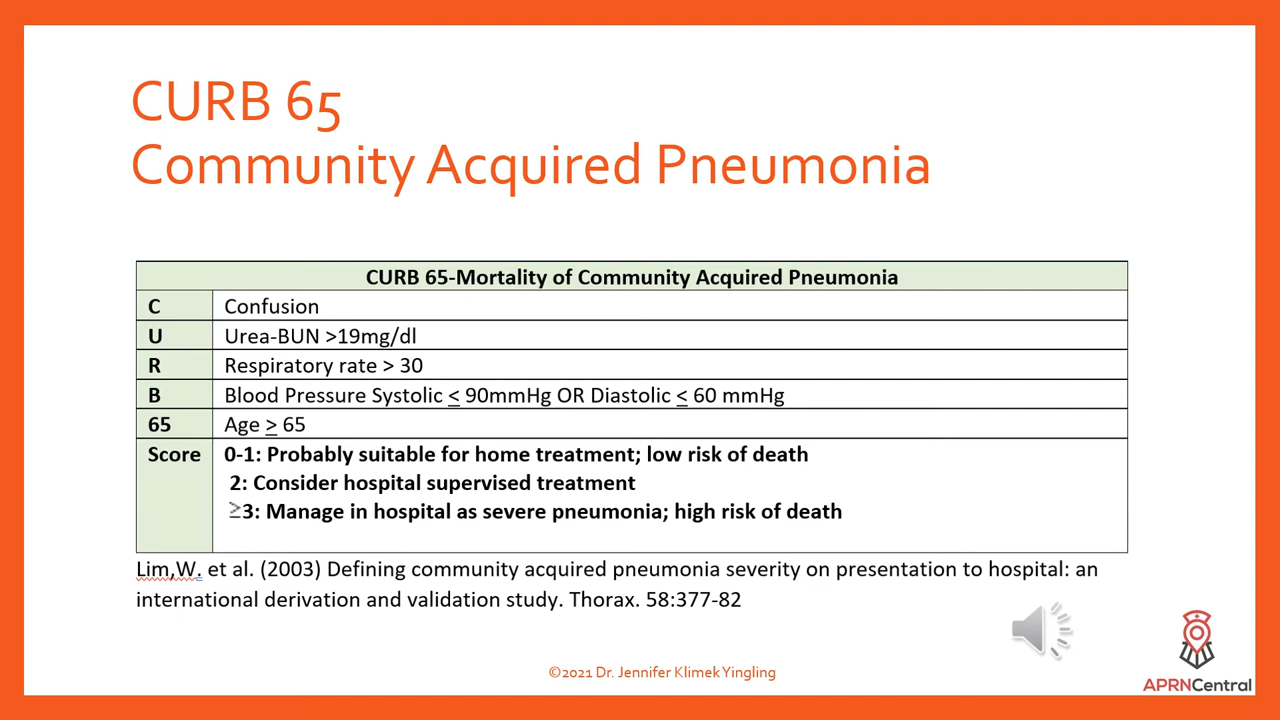 CURB 65
Community Acquired Pneumonia
CURB 65-Mortality of Community Acquired Pneumonia
C Confusion
U Urea-BUN >19mg/dl
R Respiratory rate > 30
B Blood Pressure Systolic ≤ 90mmHg OR Diastolic ≤ 60 mmHg
65 Age ≥ 65
Score 0-1: Probably suitable for home treatment; low risk of death
2: Consider hospital supervised treatment
≥3: Manage in hospital as severe pneumonia; high risk of death
Lim,W. et al. (2003) Defining community acquired pneumonia severity on presentation to hospital: an
international derivation and validation study. Thorax. 58:377-82
©2021 Dr. Jennifer Klimek Yingling
APRNCentral